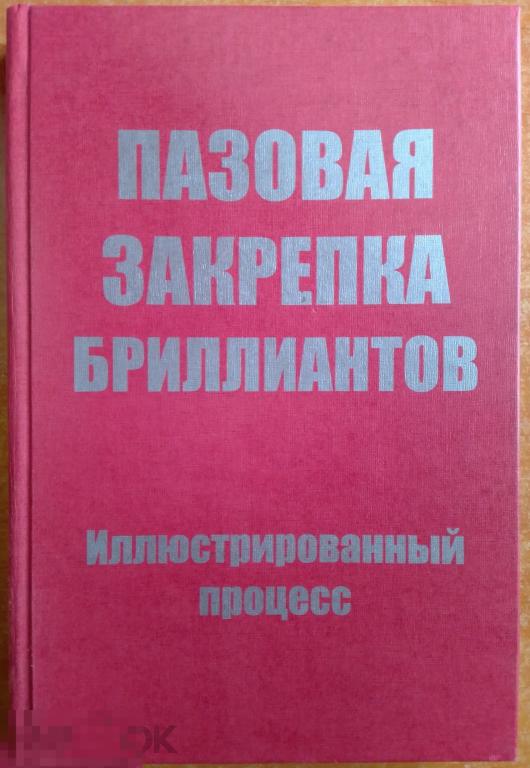 ПАЗОВАЯ
ЗАКРЕПКА
БРИЛЛИАНТОВ
Иллюстрированный
процесс